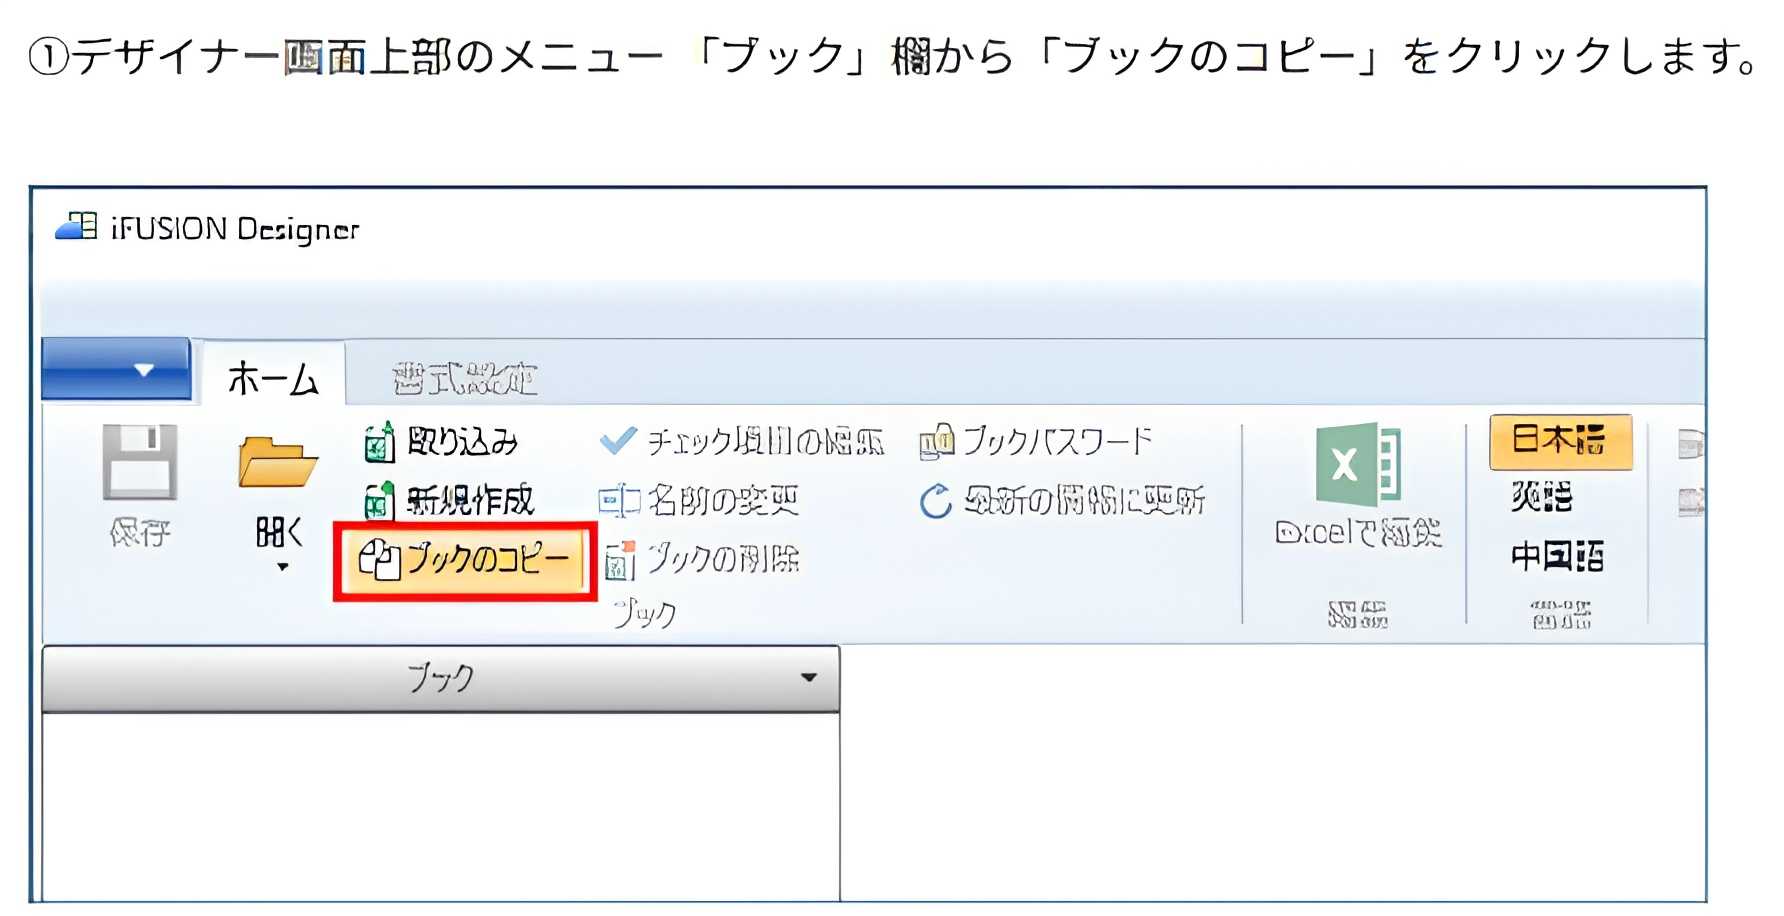 ①デザイナー画面上部のメニュー「ブック」欄から「ブックのコピー」をクリックします。
iFUSION Designer
ホーム 書式設定
保存
開く
取り込み
新規作成
ブックのコピー
チェック項目の
名前の変更
ブックの削除
ブックパスワード
最新の情報に更新
ブック
Excelで
日本語
英語
中国語
言語
ブック